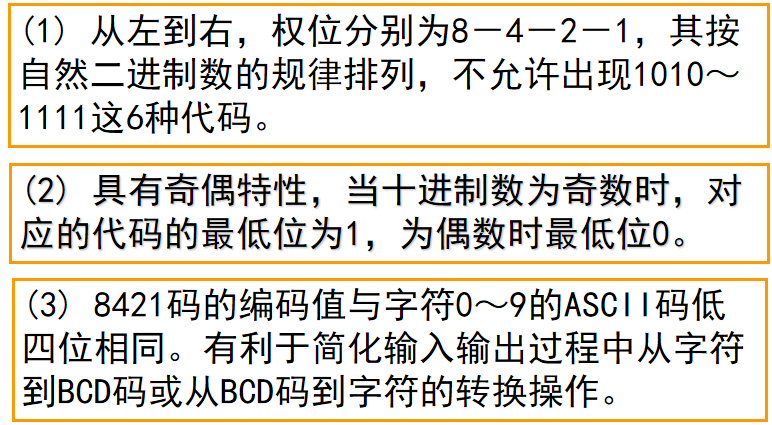 (1) 从左到右，权位分别为8－4－2－1，其按
自然二进制数的规律排列，不允许出现1010～
1111这6种代码。
(2) 具有奇偶特性，当十进制数为奇数时，对
应的代码的最低位为1，为偶数时最低位0。
(3) 8421码的编码值与字符0～9的ASCII码低
四位相同。有利于简化输入输出过程中从字符
到BCD码或从BCD码到字符的转换操作。